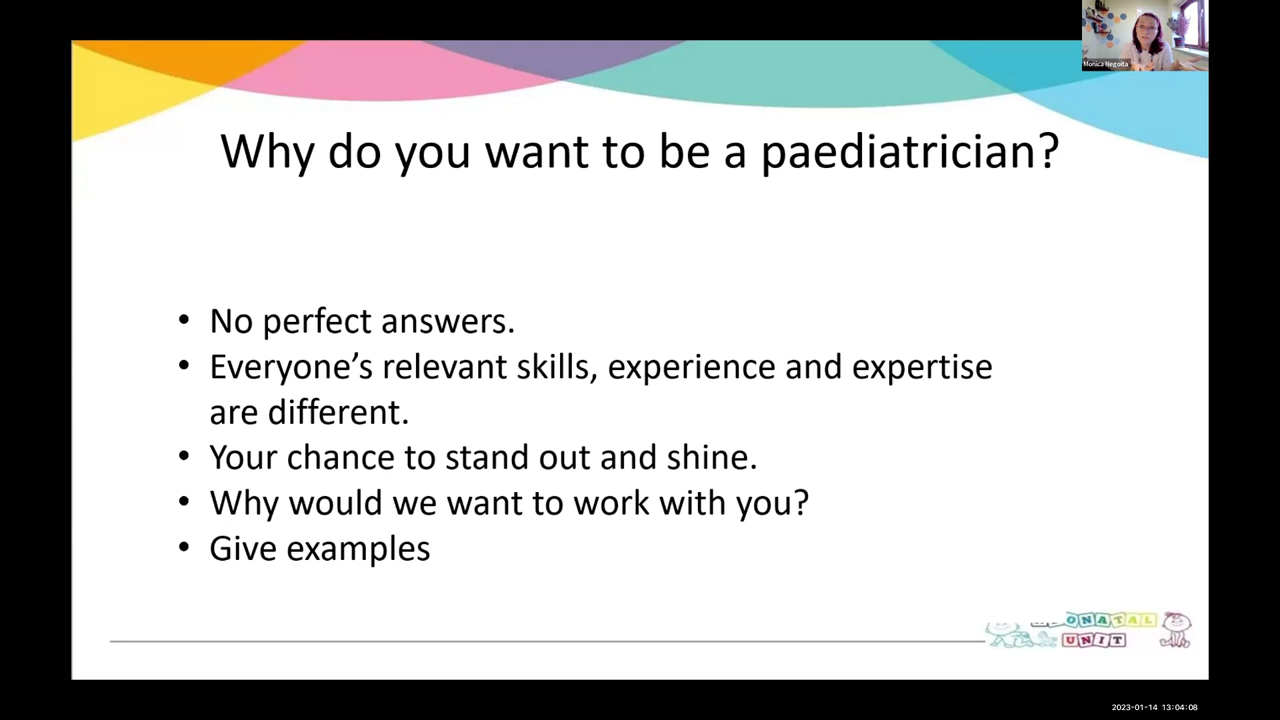 Monica Negoita
Why do you want to be a paediatrician?
• No perfect answers.
• Everyone’s relevant skills, experience and expertise
are different.
• Your chance to stand out and shine.
• Why would we want to work with you?
• Give examples
ONATAL
UNIT
2023-01-14 13:04:08